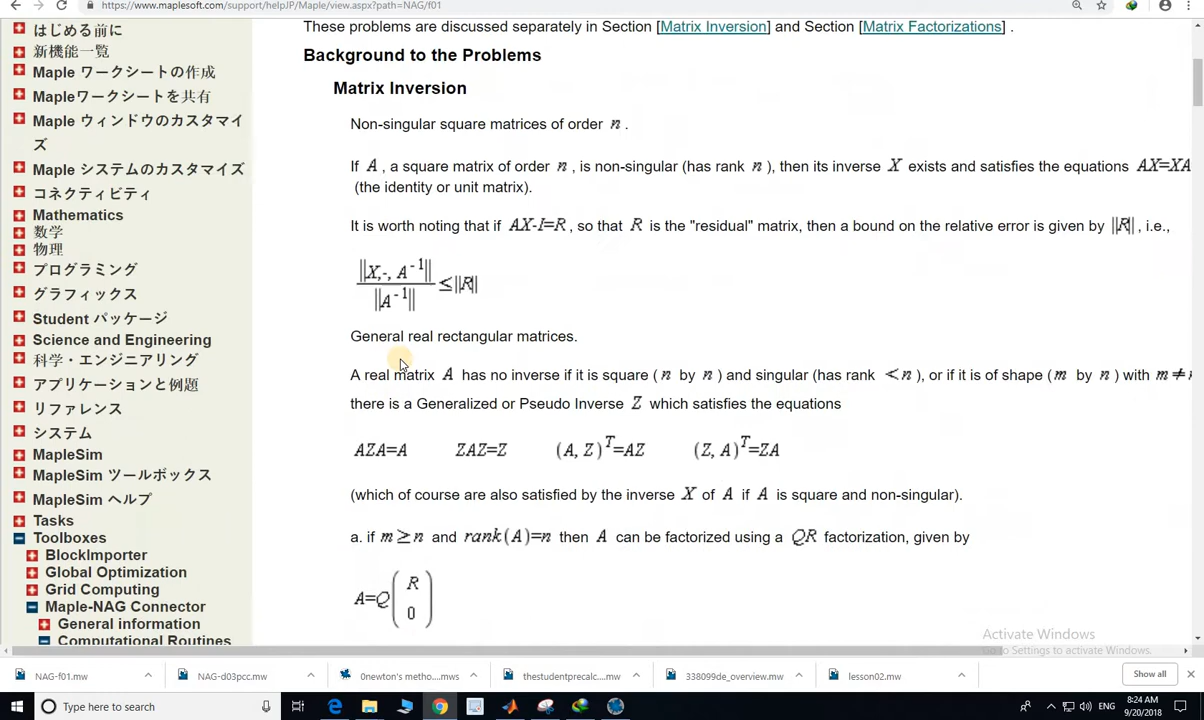 https://www.maplesoft.com/support/helpJP/Maple/view.aspx?path=NAG/f01
はじめる前に
新機能一覧
Maple ワークシートの作成
Mapleワークシートを共有
Maple ウィンドウのカスタマイ
ズ
Maple システムのカスタマイズ
コネクティビティ
Mathematics
数学
物理
プログラミング
グラフィックス
Student パッケージ
Science and Engineering
科学・エンジニアリング
アプリケーションと例題
リファレンス
システム
MapleSim
MapleSim ツールボックス
MapleSim ヘルプ
Tasks
Toolboxes
BlockImporter
Global Optimization
Grid Computing
Maple-NAG Connector
General information
Computational Routines
These problems are discussed separately in Section [Matrix Inversion] and Section [Matrix Factorizations] .
Background to the Problems
Matrix Inversion
Non-singular square matrices of order n .
If A , a square matrix of order n , is non-singular (has rank n ), then its inverse X exists and satisfies the equations AX=XA
(the identity or unit matrix).
It is worth noting that if AX-I=R , so that R is the "residual" matrix, then a bound on the relative error is given by ||R|| , i.e.,
||X,-, A^-1||
||A^-1|| ≤||R||
General real rectangular matrices.
A real matrix A has no inverse if it is square ( n by n ) and singular (has rank <n ), or if it is of shape ( m by n ) with m≠
there is a Generalized or Pseudo Inverse Z which satisfies the equations
AZA=A ZAZ=Z (A, Z)^T=AZ (Z, A)^T=ZA
(which of course are also satisfied by the inverse X of A if A is square and non-singular).
a. if m≥n and rank(A)=n then A can be factorized using a QR factorization, given by
A=Q(R
0)
Activate Windows
Go to Settings to activate Windows.
NAG-f01.mw
NAG-d03pcc.mw
0newton's metho....mws
thestudentprecalc....mw
338099de_overview.mw
lesson02.mw
Show all
Type here to search
ENG
8:24 AM
9/20/2018